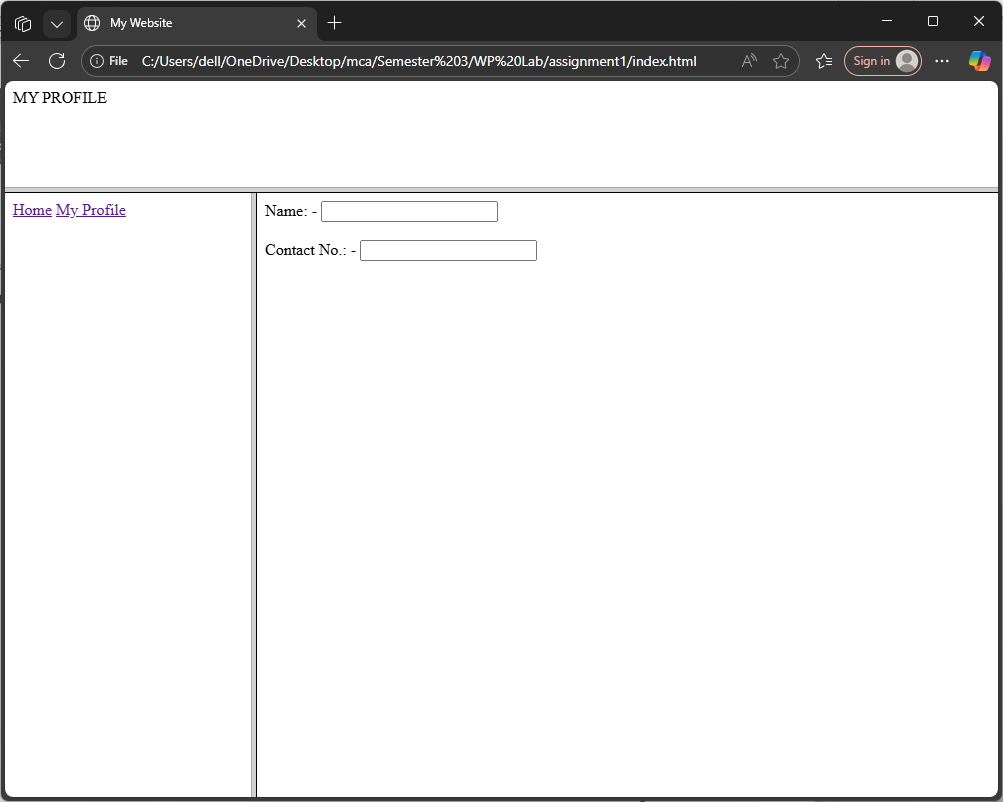 My Website
File C:/Users/dell/OneDrive/Desktop/mca/Semester%203/WP%20Lab/assignment1/index.html Sign in
MY PROFILE
Home My Profile
Name: -
Contact No.: -